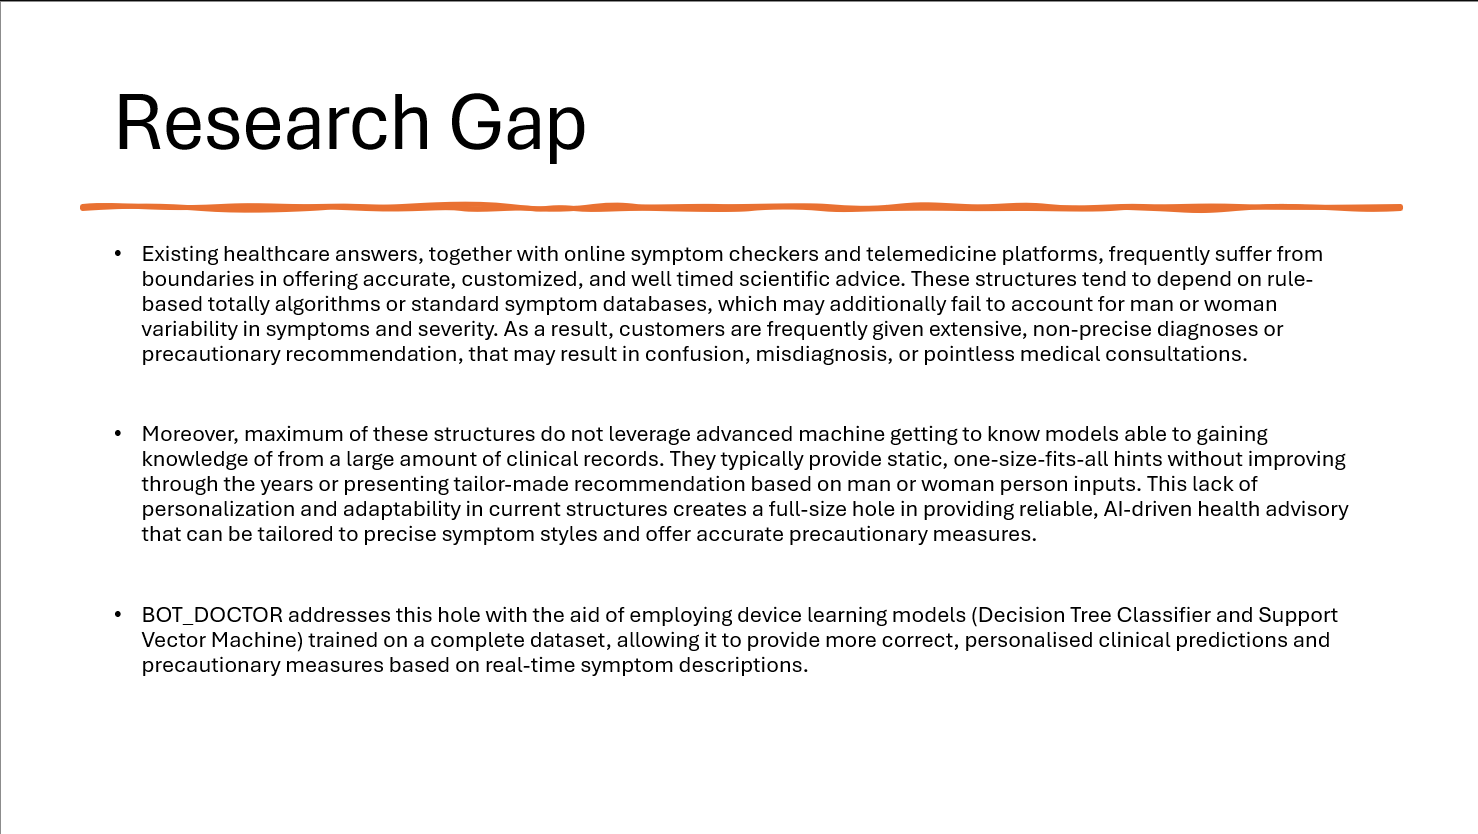 Research Gap
• Existing healthcare answers, together with online symptom checkers and telemedicine platforms, frequently suffer from
boundaries in offering accurate, customized, and well timed scientific advice. These structures tend to depend on rule-
based totally algorithms or standard symptom databases, which may additionally fail to account for man or woman
variability in symptoms and severity. As a result, customers are frequently given extensive, non-precise diagnoses or
precautionary recommendation, that may result in confusion, misdiagnosis, or pointless medical consultations.
• Moreover, maximum of these structures do not leverage advanced machine getting to know models able to gaining
knowledge of from a large amount of clinical records. They typically provide static, one-size-fits-all hints without improving
through the years or presenting tailor-made recommendation based on man or woman person inputs. This lack of
personalization and adaptability in current structures creates a full-size hole in providing reliable, AI-driven health advisory
that can be tailored to precise symptom styles and offer accurate precautionary measures.
• BOT_DOCTOR addresses this hole with the aid of employing device learning models (Decision Tree Classifier and Support
Vector Machine) trained on a complete dataset, allowing it to provide more correct, personalised clinical predictions and
precautionary measures based on real-time symptom descriptions.